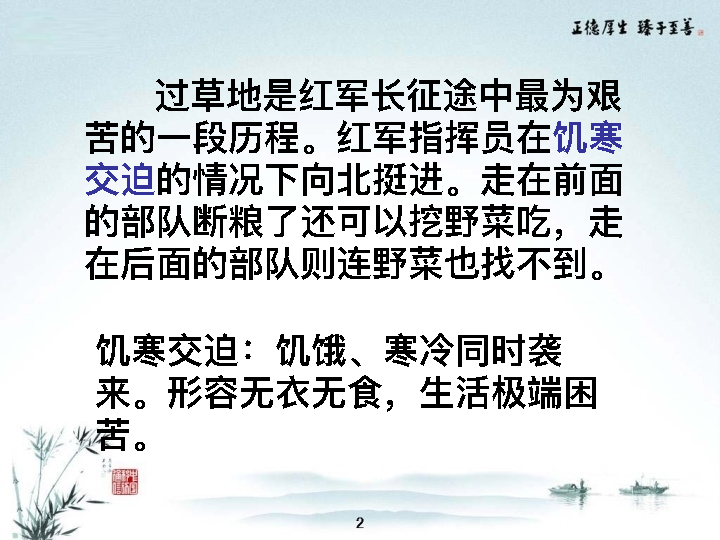 正德厚生 臻于至善
过草地是红军长征途中最为艰
苦的一段历程。红军指挥员在饥寒
交迫的情况下向北挺进。走在前面
的部队断粮了还可以挖野菜吃，走
在后面的部队则连野菜也找不到。
饥寒交迫：饥饿、寒冷同时袭
来。形容无衣无食，生活极端困
苦。
2